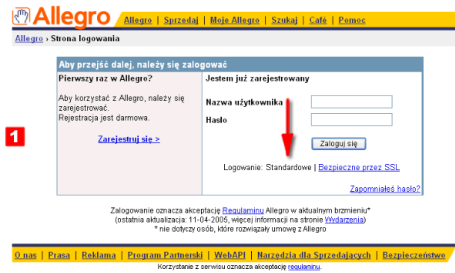 Allegro
Allegro | Sprzedaj | Moje Allegro | Szukaj | Café | Pomoc
Allegro › Strona logowania
Aby przejść dalej, należy się zalogować
Pierwszy raz w Allegro?
Aby korzystać z Allegro, należy się
zarejestrować.
Rejestracja jest darmowa.
Zarejestruj się >
Jestem już zarejestrowany
Nazwa użytkownika
Hasło
Zaloguj się
Logowanie: Standardowe | Bezpieczne przez SSL
Zapomniałeś hasło?
1
Zalogowanie oznacza akceptację Regulaminu Allegro w aktualnym brzmieniu*
(ostatnia aktualizacja: 11-04-2005, więcej informacji na stronie Wydarzenia)
* nie dotyczy osób, które rozwiązały umowę z Allegro
O nas | Prasa | Reklama | Program Partnerski | WebAPI | Narzędzia dla Sprzedających | Bezpieczeństwo
Korzystanie z serwisu oznacza akceptację regulaminu.